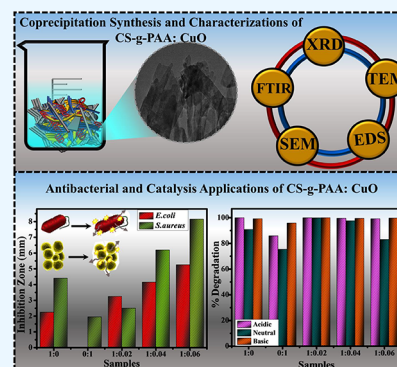 Coprecipitation Synthesis and Characterizations of
CS-g-PAA: CuO
XRD
FTIR
TEM
SEM
EDS
Antibacterial and Catalysis Applications of CS-g-PAA: CuO
Inhibition Zone (mm)
8
7
6
5
4
3
2
1
0
E.coli
S.aureus
1:0
0:1
1:0.02
1:0.04
1:0.06
Samples
% Degradation
100
80
60
40
20
0
Acidic
Neutral
Basic
1:0
0:1
1:0.02
1:0.04
1:0.06
Samples